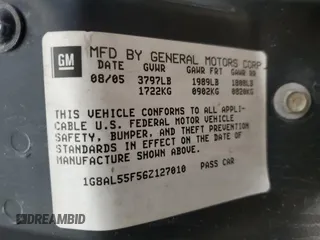 GM
MFD BY GENERAL MOTORS CORP
DATE GVWR GAWR FRT GAWR RR
08/05 3797LB 1989LB 1808LB
1722KG 0902KG 0820KG
THIS VEHICLE CONFORMS TO ALL APPLI-
CABLE U.S. FEDERAL MOTOR VEHICLE
SAFETY, BUMPER, AND THEFT PREVENTION
STANDARDS IN EFFECT ON THE DATE OF
MANUFACTURE SHOWN ABOVE.
1G8AL55F56Z127010 PASS CAR
© DREAMBID